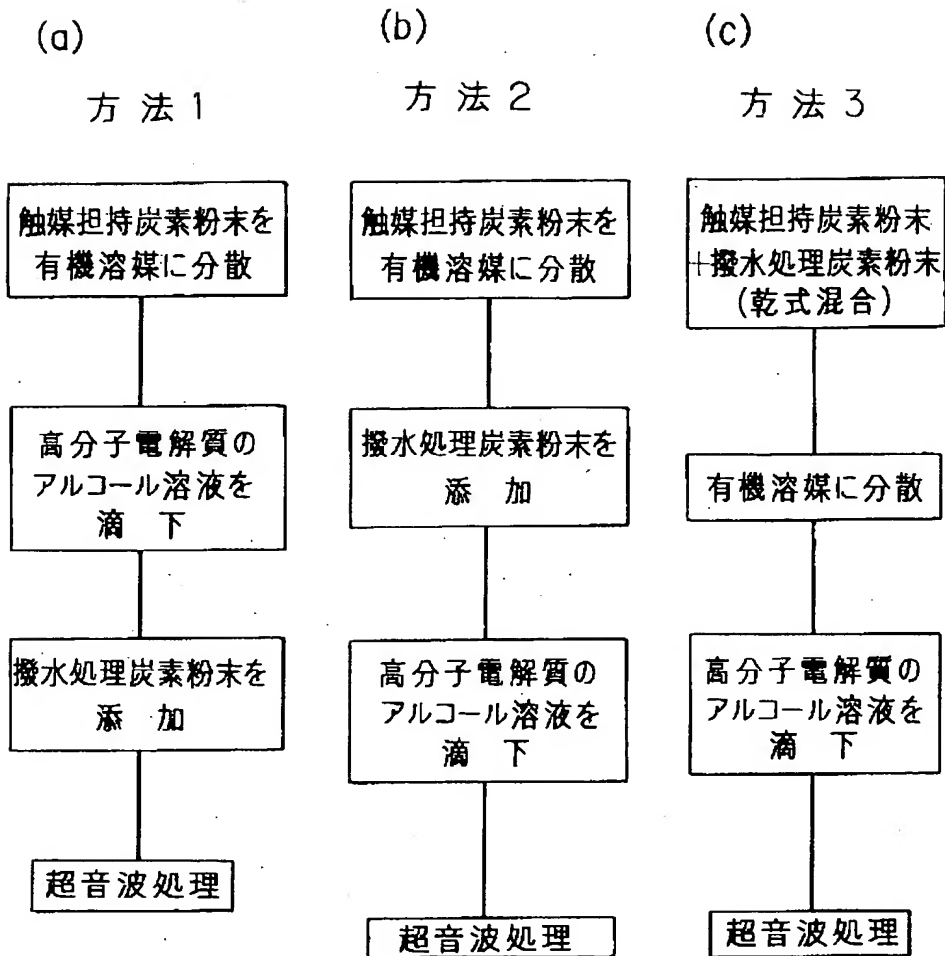 (a)
方法1
触媒担持炭素粉末を
有機溶媒に分散
高分子電解質の
アルコール溶液を
滴下
撥水処理炭素粉末を
添加
超音波処理
(b)
方法2
触媒担持炭素粉末を
有機溶媒に分散
撥水処理炭素粉末を
添加
高分子電解質の
アルコール溶液を
滴下
超音波処理
(c)
方法3
触媒担持炭素粉末
+撥水処理炭素粉末
(乾式混合)
有機溶媒に分散
高分子電解質の
アルコール溶液を
滴下
超音波処理